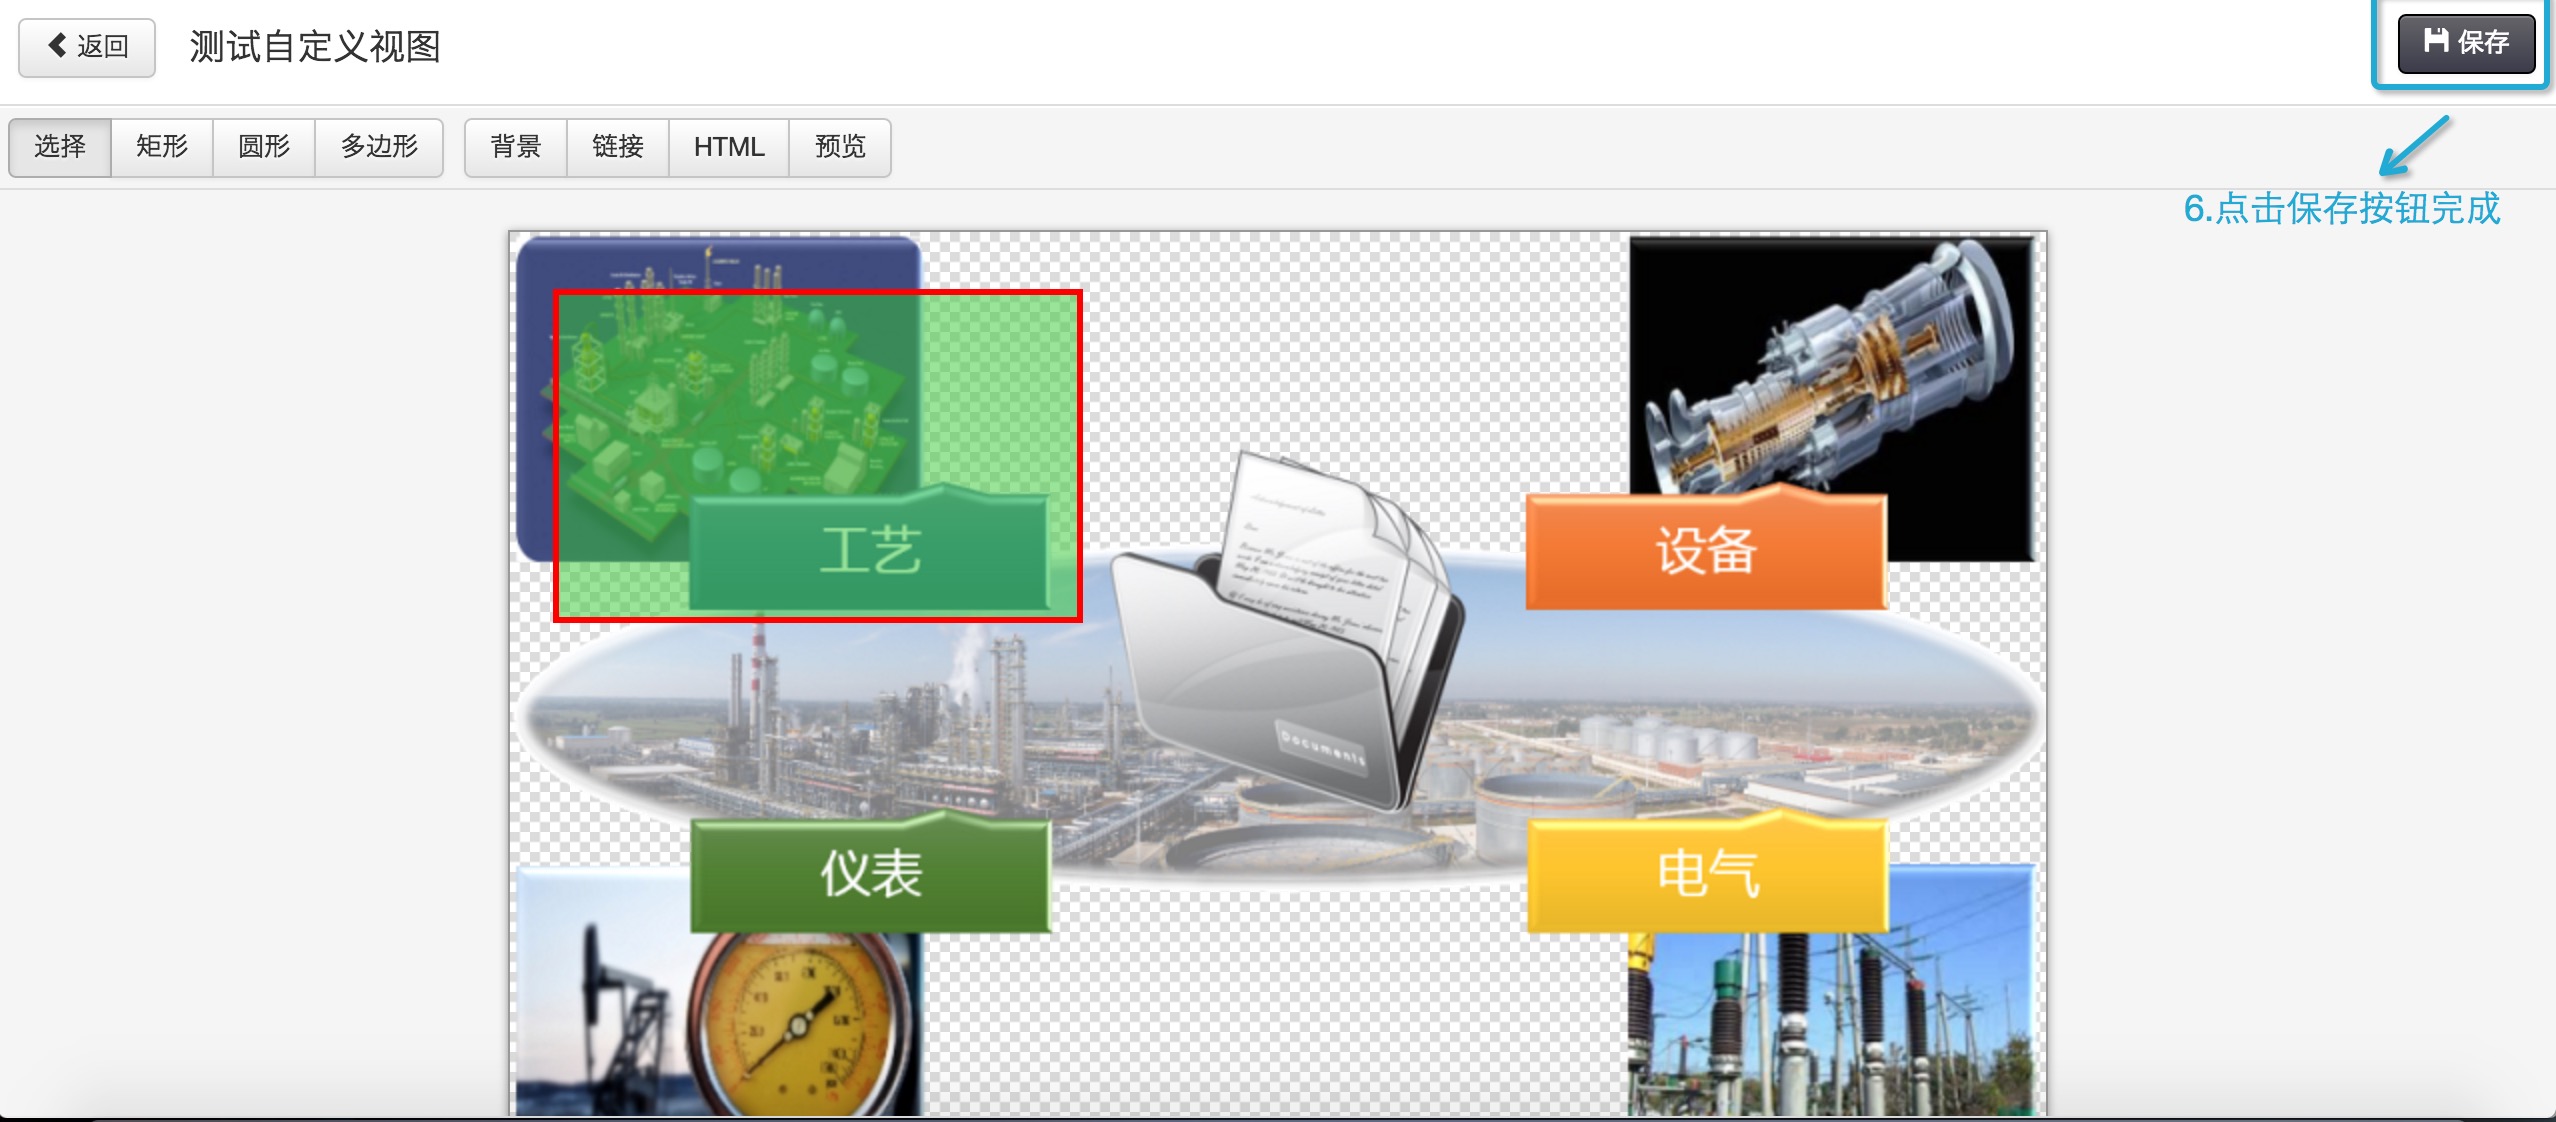 返回 测试自定义视图 保存
选择 矩形 圆形 多边形 背景 链接 HTML 预览
6.点击保存按钮完成
工艺
设备
Documents
仪表
电气